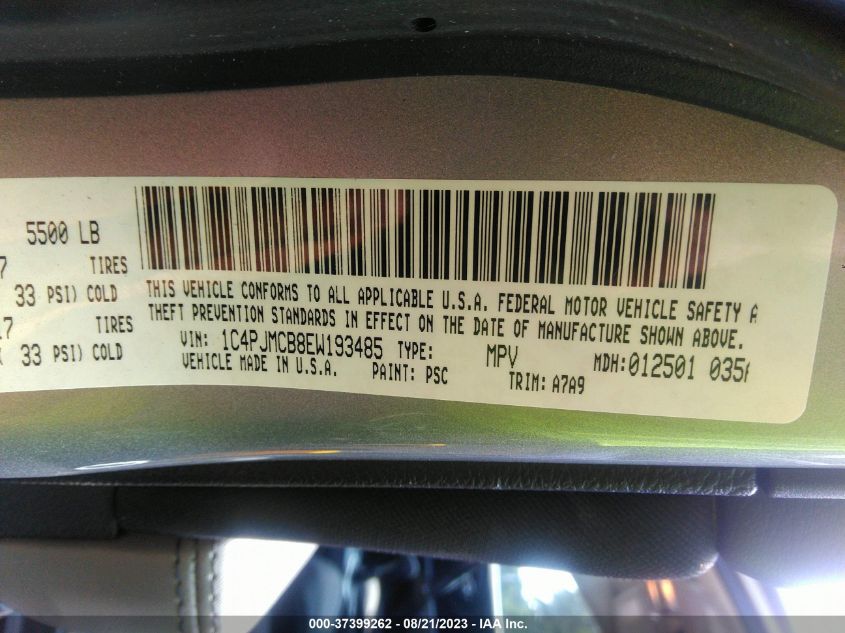 5500 LB
7 TIRES
33 PSI) COLD
17 TIRES
33 PSI) COLD
THIS VEHICLE CONFORMS TO ALL APPLICABLE U.S.A. FEDERAL MOTOR VEHICLE SAFETY A
THEFT PREVENTION STANDARDS IN EFFECT ON THE DATE OF MANUFACTURE SHOWN ABOVE.
VIN: 1C4PJMCB8EW193485 TYPE: MPV MDH:012501 035
VEHICLE MADE IN U.S.A. PAINT: PSC TRIM: A7A9
000-37399262 - 08/21/2023 - IAA Inc.